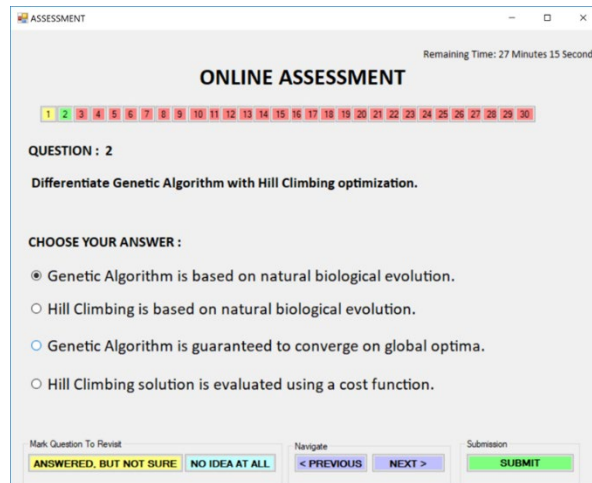 ASSESSMENT
Remaining Time: 27 Minutes 15 Second
ONLINE ASSESSMENT
1 2 3 4 5 6 7 8 9 10 11 12 13 14 15 16 17 18 19 20 21 22 23 24 25 26 27 28 29 30
QUESTION : 2
Differentiate Genetic Algorithm with Hill Climbing optimization.
CHOOSE YOUR ANSWER :
Genetic Algorithm is based on natural biological evolution.
Hill Climbing is based on natural biological evolution.
Genetic Algorithm is guaranteed to converge on global optima.
Hill Climbing solution is evaluated using a cost function.
Mark Question To Revisit Navigate Submission
ANSWERED, BUT NOT SURE NO IDEA AT ALL < PREVIOUS NEXT > SUBMIT